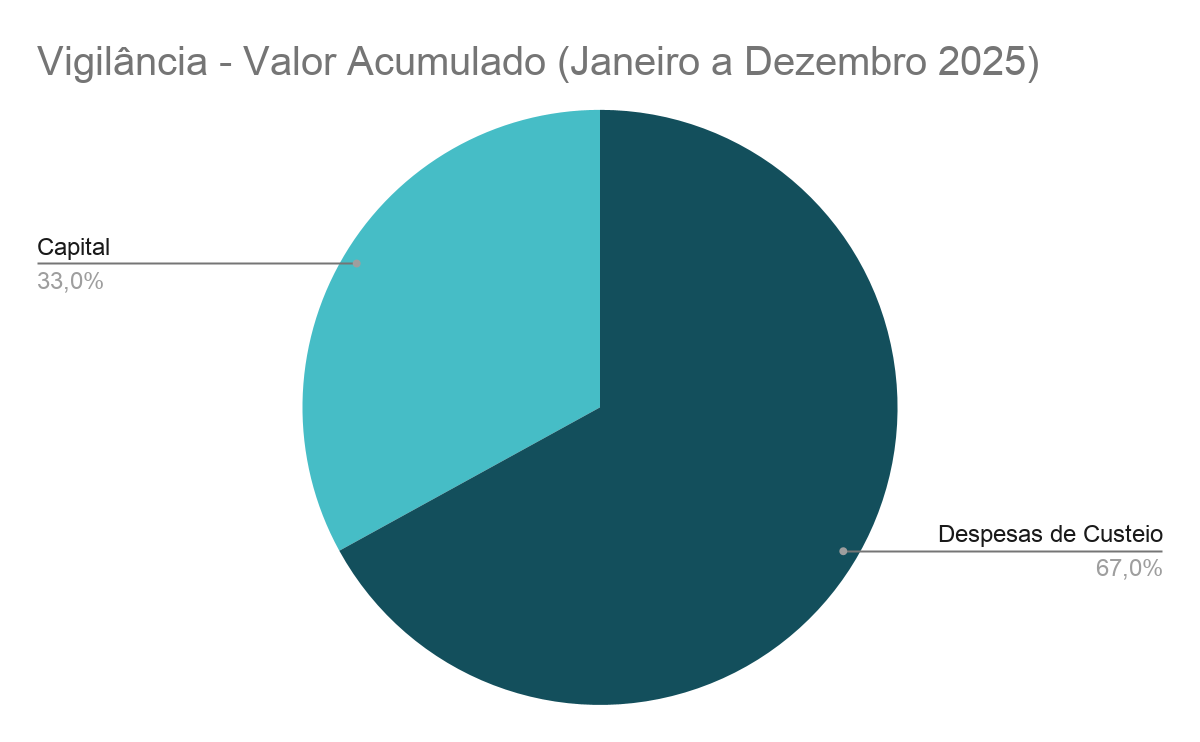 Vigilância - Valor Acumulado (Janeiro a Dezembro 2025)
Capital
33,0%
Despesas de Custeio
67,0%